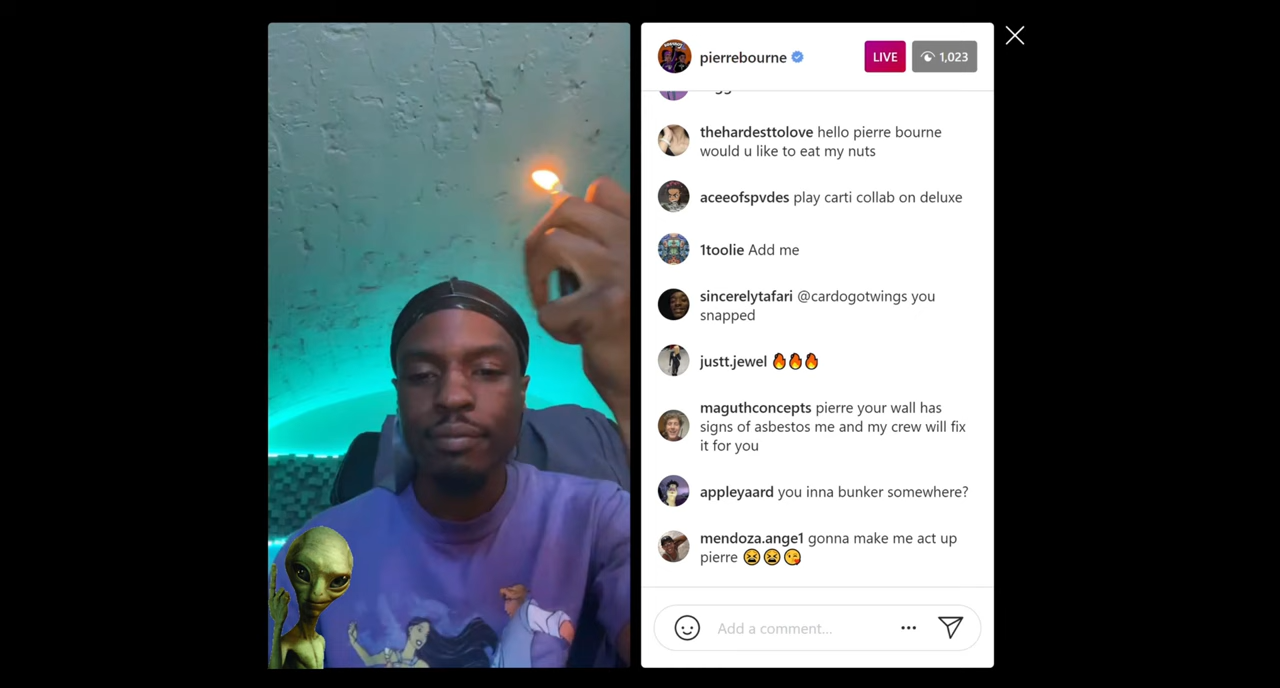 pierrebourne
LIVE
1,023
thehardesttolove hello pierre bourne
would u like to eat my nuts
aceeofspvdes play carti collab on deluxe
1toolie Add me
sincerelytafari @cardogotwings you
snapped
justt.jewel 🔥🔥🔥
maguthconcepts pierre your wall has
signs of asbestos me and my crew will fix
it for you
appleyaard you inna bunker somewhere?
mendoza.ange1 gonna make me act up
pierre 😫😫😘
Add a comment...